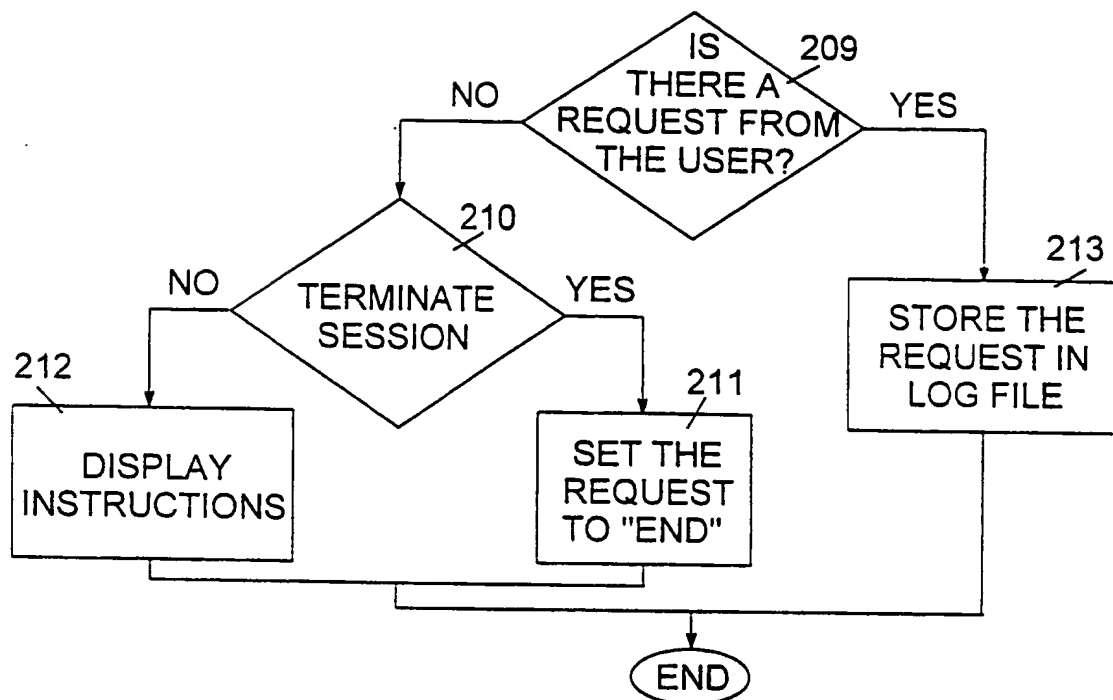 IS
THERE A
REQUEST FROM
THE USER?
209
NO
YES
210
TERMINATE
SESSION
NO
YES
213
STORE THE
REQUEST IN
LOG FILE
212
DISPLAY
INSTRUCTIONS
211
SET THE
REQUEST
TO "END"
END